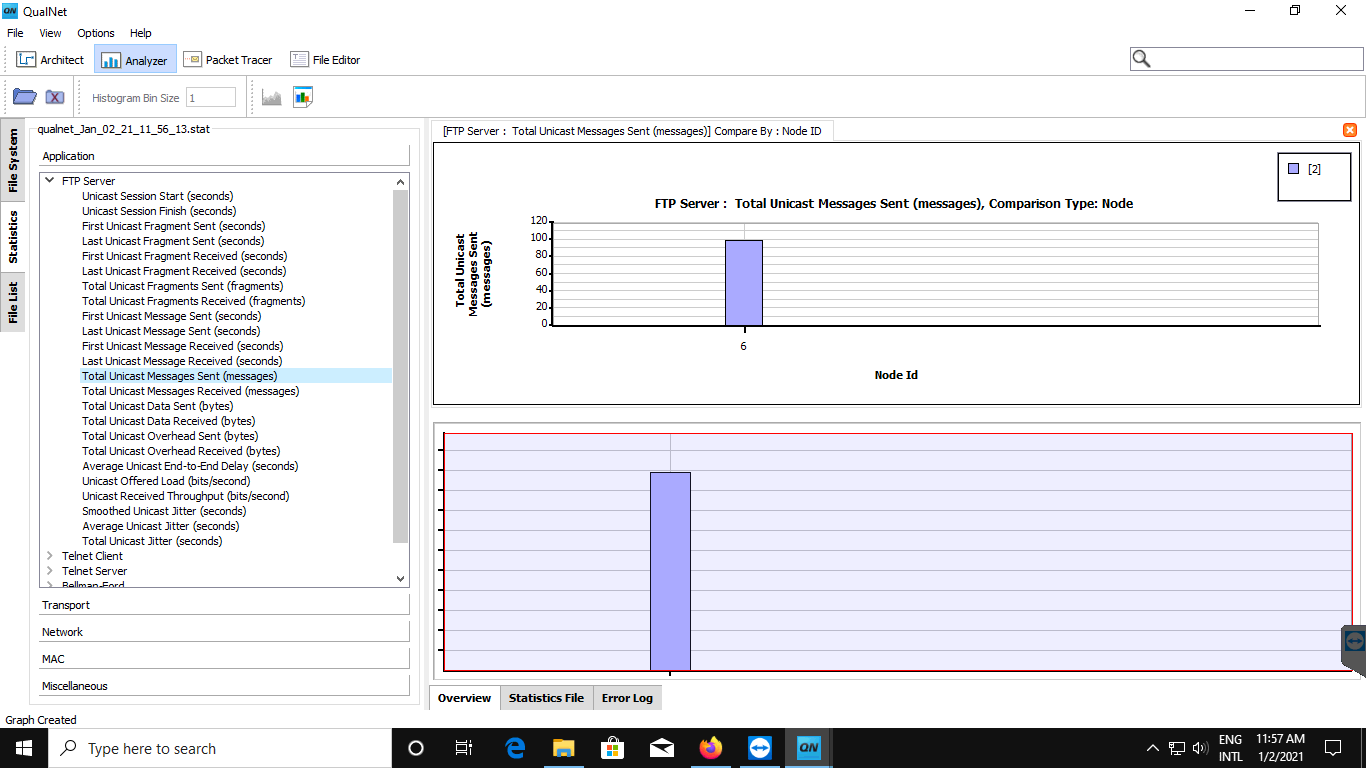 QN QualNet
File View Options Help
Architect Analyzer Packet Tracer File Editor
Histogram Bin Size 1
File System
Statistics
File List
qualnet_Jan_02_21_11_56_13.stat
Application
FTP Server
Unicast Session Start (seconds)
Unicast Session Finish (seconds)
First Unicast Fragment Sent (seconds)
Last Unicast Fragment Sent (seconds)
First Unicast Fragment Received (seconds)
Last Unicast Fragment Received (seconds)
Total Unicast Fragments Sent (fragments)
Total Unicast Fragments Received (fragments)
First Unicast Message Sent (seconds)
Last Unicast Message Sent (seconds)
First Unicast Message Received (seconds)
Last Unicast Message Received (seconds)
Total Unicast Messages Sent (messages)
Total Unicast Messages Received (messages)
Total Unicast Data Sent (bytes)
Total Unicast Data Received (bytes)
Total Unicast Overhead Sent (bytes)
Total Unicast Overhead Received (bytes)
Average Unicast End-to-End Delay (seconds)
Unicast Offered Load (bits/second)
Unicast Received Throughput (bits/second)
Smoothed Unicast Jitter (seconds)
Average Unicast Jitter (seconds)
Total Unicast Jitter (seconds)
Telnet Client
Telnet Server
Bellman-Ford
Transport
Network
MAC
Miscellaneous
[FTP Server : Total Unicast Messages Sent (messages)] Compare By : Node ID
[2]
FTP Server : Total Unicast Messages Sent (messages), Comparison Type: Node
Total Unicast
Messages Sent
(messages)
120
100
80
60
40
20
0
6
Node Id
Overview Statistics File Error Log
Graph Created
Type here to search
QN
ENG
INTL
11:57 AM
1/2/2021